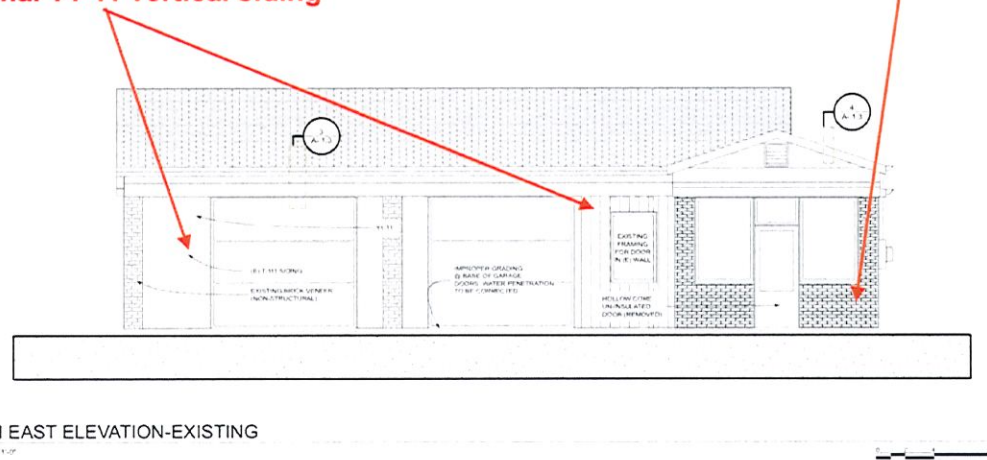 T1-11 Vertical Siding
3
A-1.3
4
A-1.3
T1-11
(E) T-111 SIDING
EXISTING BRICK VENEER
(NON-STRUCTURAL)
IMPROPER GRADING
@ BASE OF GARAGE
DOORS. WATER PENETRATION
TO BE CORRECTED
EXISTING
FRAMING
FOR DOOR
IN (E) WALL
HOLLOW CORE
UN-INSULATED
DOOR (REMOVED)
EAST ELEVATION-EXISTING